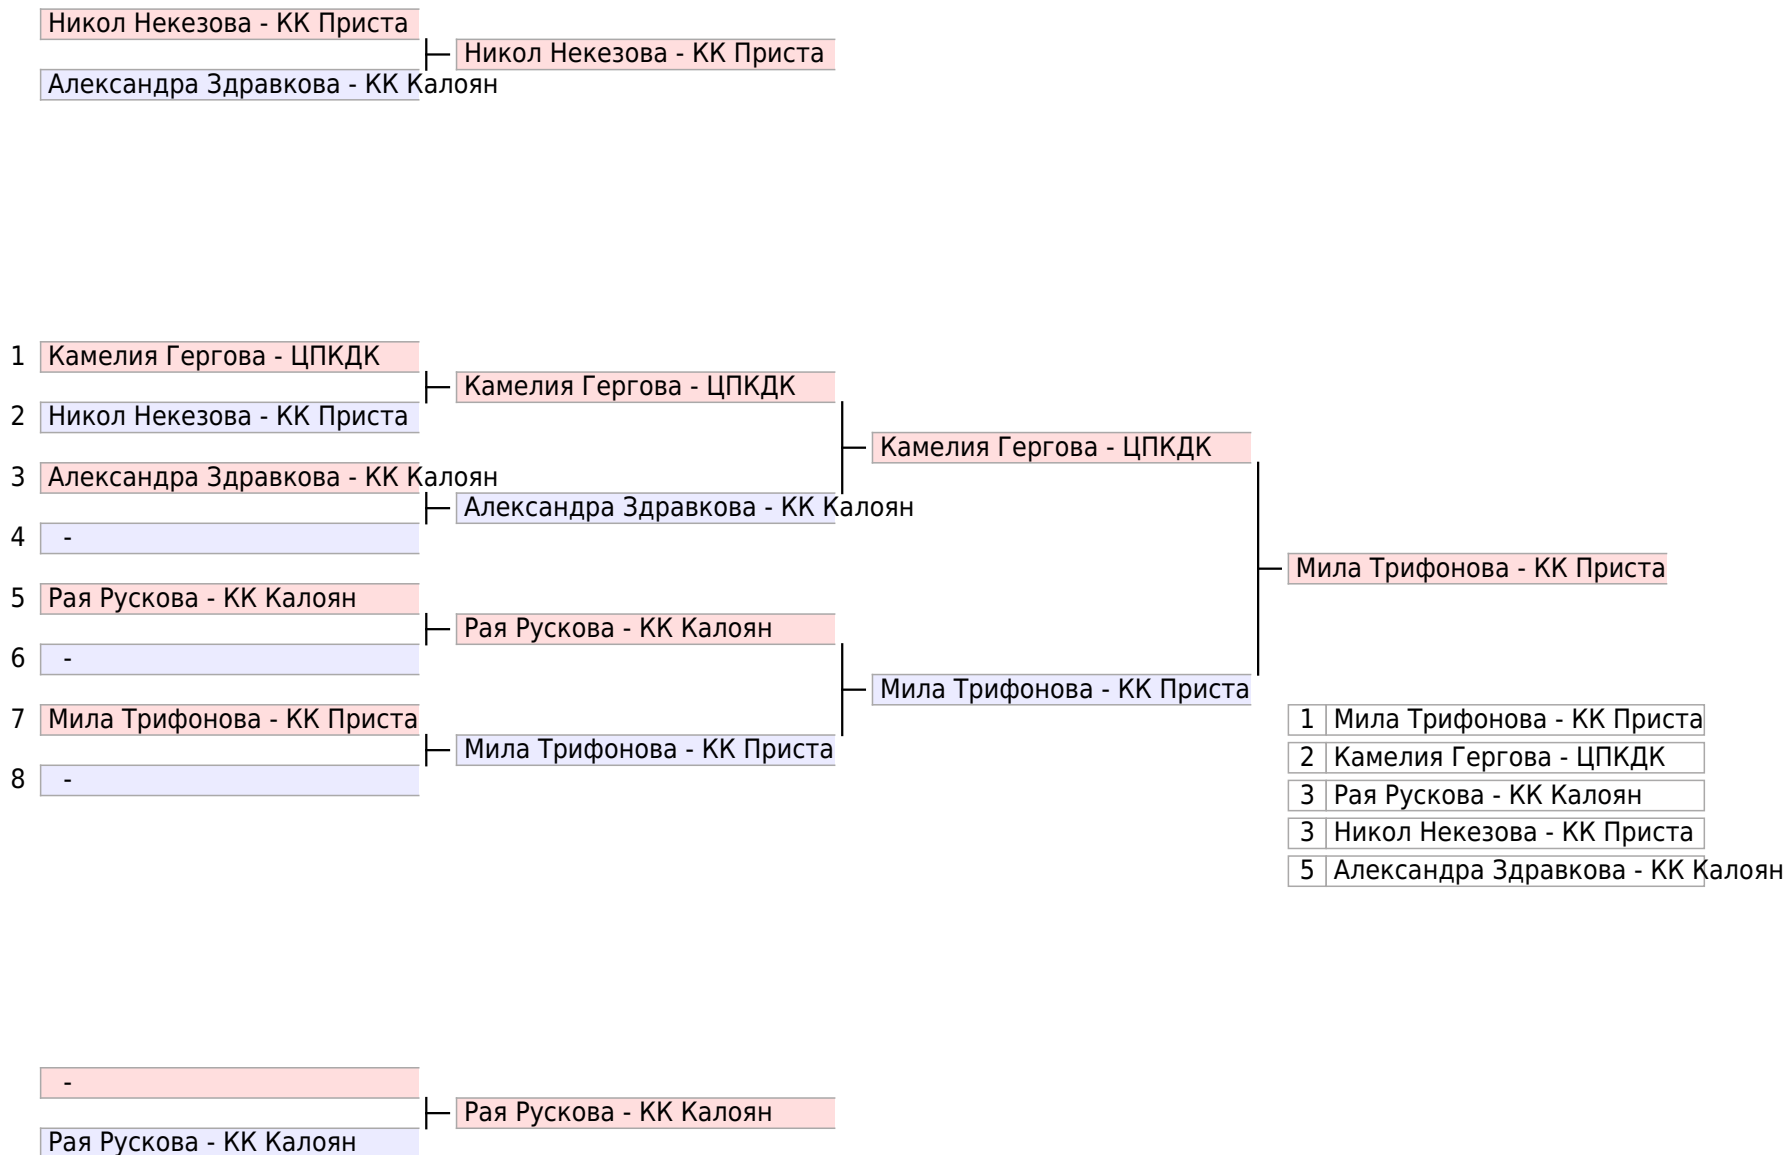 Никол Некезова - КК Приста
Никол Некезова - КК Приста
Александра Здравкова - КК Калоян
1 Камелия Гергова - ЦПКДК
Камелия Гергова - ЦПКДК
2 Никол Некезова - КК Приста
Камелия Гергова - ЦПКДК
3 Александра Здравкова - КК Калоян
Александра Здравкова - КК Калоян
4 -
Мила Трифонова - КК Приста
5 Рая Рускова - КК Калоян
Рая Рускова - КК Калоян
6 -
Мила Трифонова - КК Приста
7 Мила Трифонова - КК Приста
Мила Трифонова - КК Приста
8 -
1 Мила Трифонова - КК Приста
2 Камелия Гергова - ЦПКДК
3 Рая Рускова - КК Калоян
3 Никол Некезова - КК Приста
5 Александра Здравкова - КК Калоян
-
Рая Рускова - КК Калоян
Рая Рускова - КК Калоян